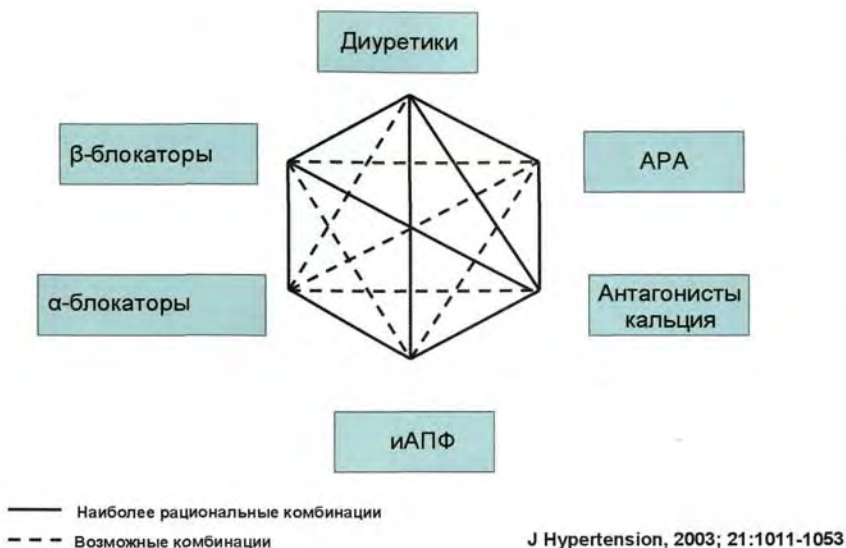 Диуретики
β-блокаторы
АРА
α-блокаторы
Антагонисты
кальция
иАПФ
Наиболее рациональные комбинации
Возможные комбинации
J Hypertension, 2003; 21:1011-1053